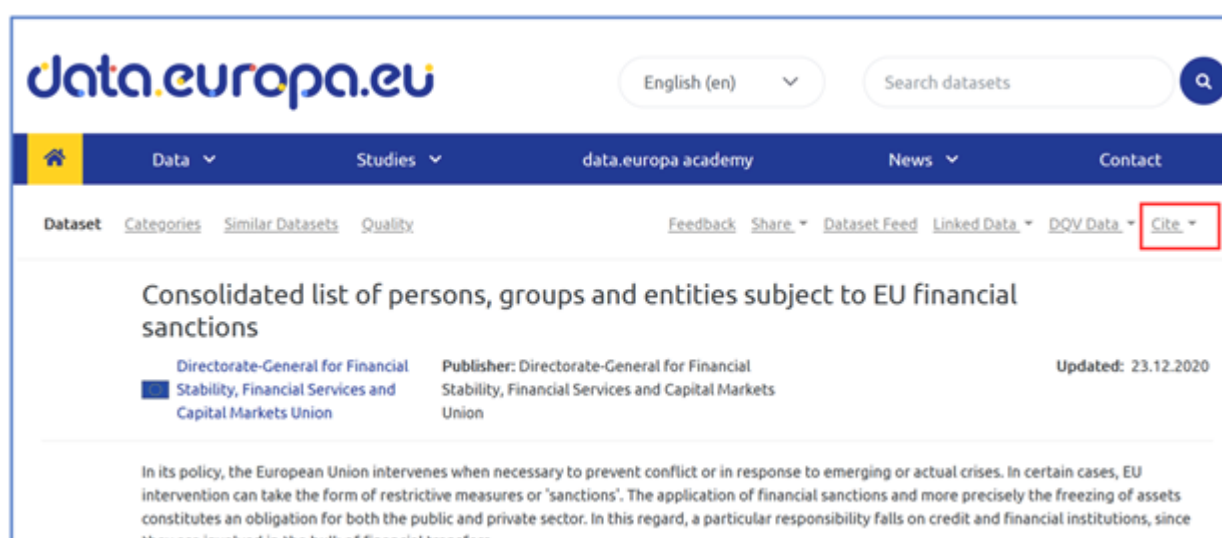 data.europa.eu
English (en)
Search datasets
Data
Studies
data.europa academy
News
Contact
Dataset Categories Similar Datasets Quality
Feedback Share Dataset Feed Linked Data DQV Data Cite
Consolidated list of persons, groups and entities subject to EU financial
sanctions
Directorate-General for Financial
Stability, Financial Services and
Capital Markets Union
Publisher: Directorate-General for Financial
Stability, Financial Services and Capital Markets
Union
Updated: 23.12.2020
In its policy, the European Union intervenes when necessary to prevent conflict or in response to emerging or actual crises. In certain cases, EU
intervention can take the form of restrictive measures or 'sanctions'. The application of financial sanctions and more precisely the freezing of assets
constitutes an obligation for both the public and private sector. In this regard, a particular responsibility falls on credit and financial institutions, since